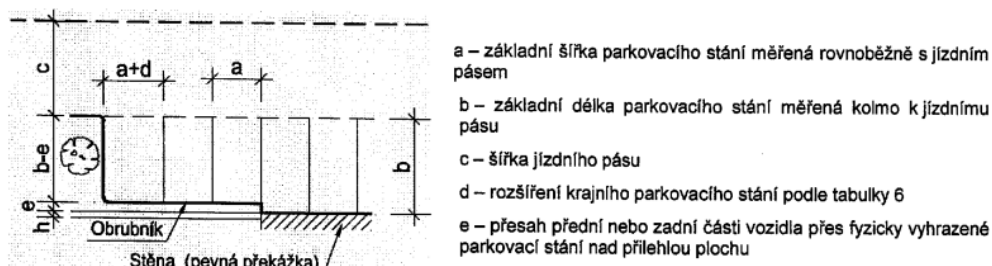 c
a+d
a
b-e
b
e
h
Obrubník
Stěna (pevná překážka)
a – základní šířka parkovacího stání měřená rovnoběžně s jízdním
pásem
b – základní délka parkovacího stání měřená kolmo k jízdnímu
pásu
c – šířka jízdního pásu
d – rozšíření krajního parkovacího stání podle tabulky 6
e – přesah přední nebo zadní části vozidla přes fyzicky vyhrazené
parkovací stání nad přilehlou plochu